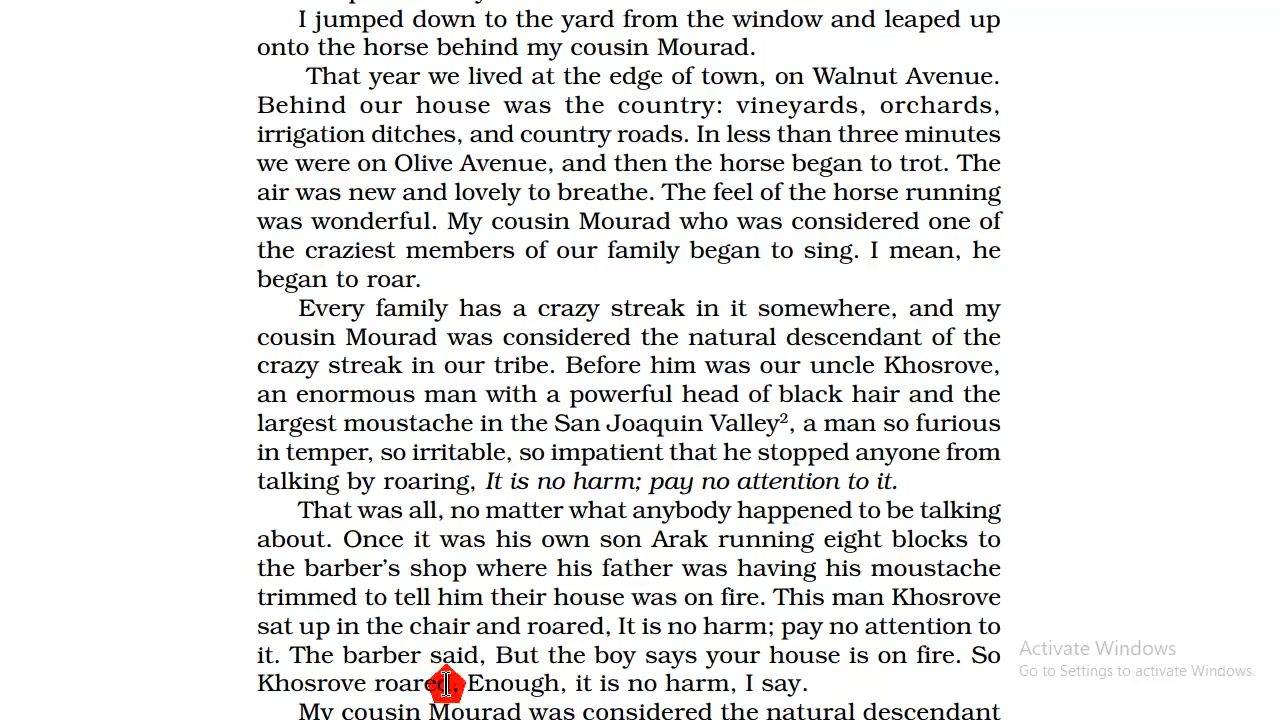 I jumped down to the yard from the window and leaped up
onto the horse behind my cousin Mourad.
That year we lived at the edge of town, on Walnut Avenue.
Behind our house was the country: vineyards, orchards,
irrigation ditches, and country roads. In less than three minutes
we were on Olive Avenue, and then the horse began to trot. The
air was new and lovely to breathe. The feel of the horse running
was wonderful. My cousin Mourad who was considered one of
the craziest members of our family began to sing. I mean, he
began to roar.
Every family has a crazy streak in it somewhere, and my
cousin Mourad was considered the natural descendant of the
crazy streak in our tribe. Before him was our uncle Khosrove,
an enormous man with a powerful head of black hair and the
largest moustache in the San Joaquin Valley², a man so furious
in temper, so irritable, so impatient that he stopped anyone from
talking by roaring, It is no harm; pay no attention to it.
That was all, no matter what anybody happened to be talking
about. Once it was his own son Arak running eight blocks to
the barber’s shop where his father was having his moustache
trimmed to tell him their house was on fire. This man Khosrove
sat up in the chair and roared, It is no harm; pay no attention to
it. The barber said, But the boy says your house is on fire. So
Khosrove roared, Enough, it is no harm, I say.
My cousin Mourad was considered the natural descendant
Activate Windows
Go to Settings to activate Windows.